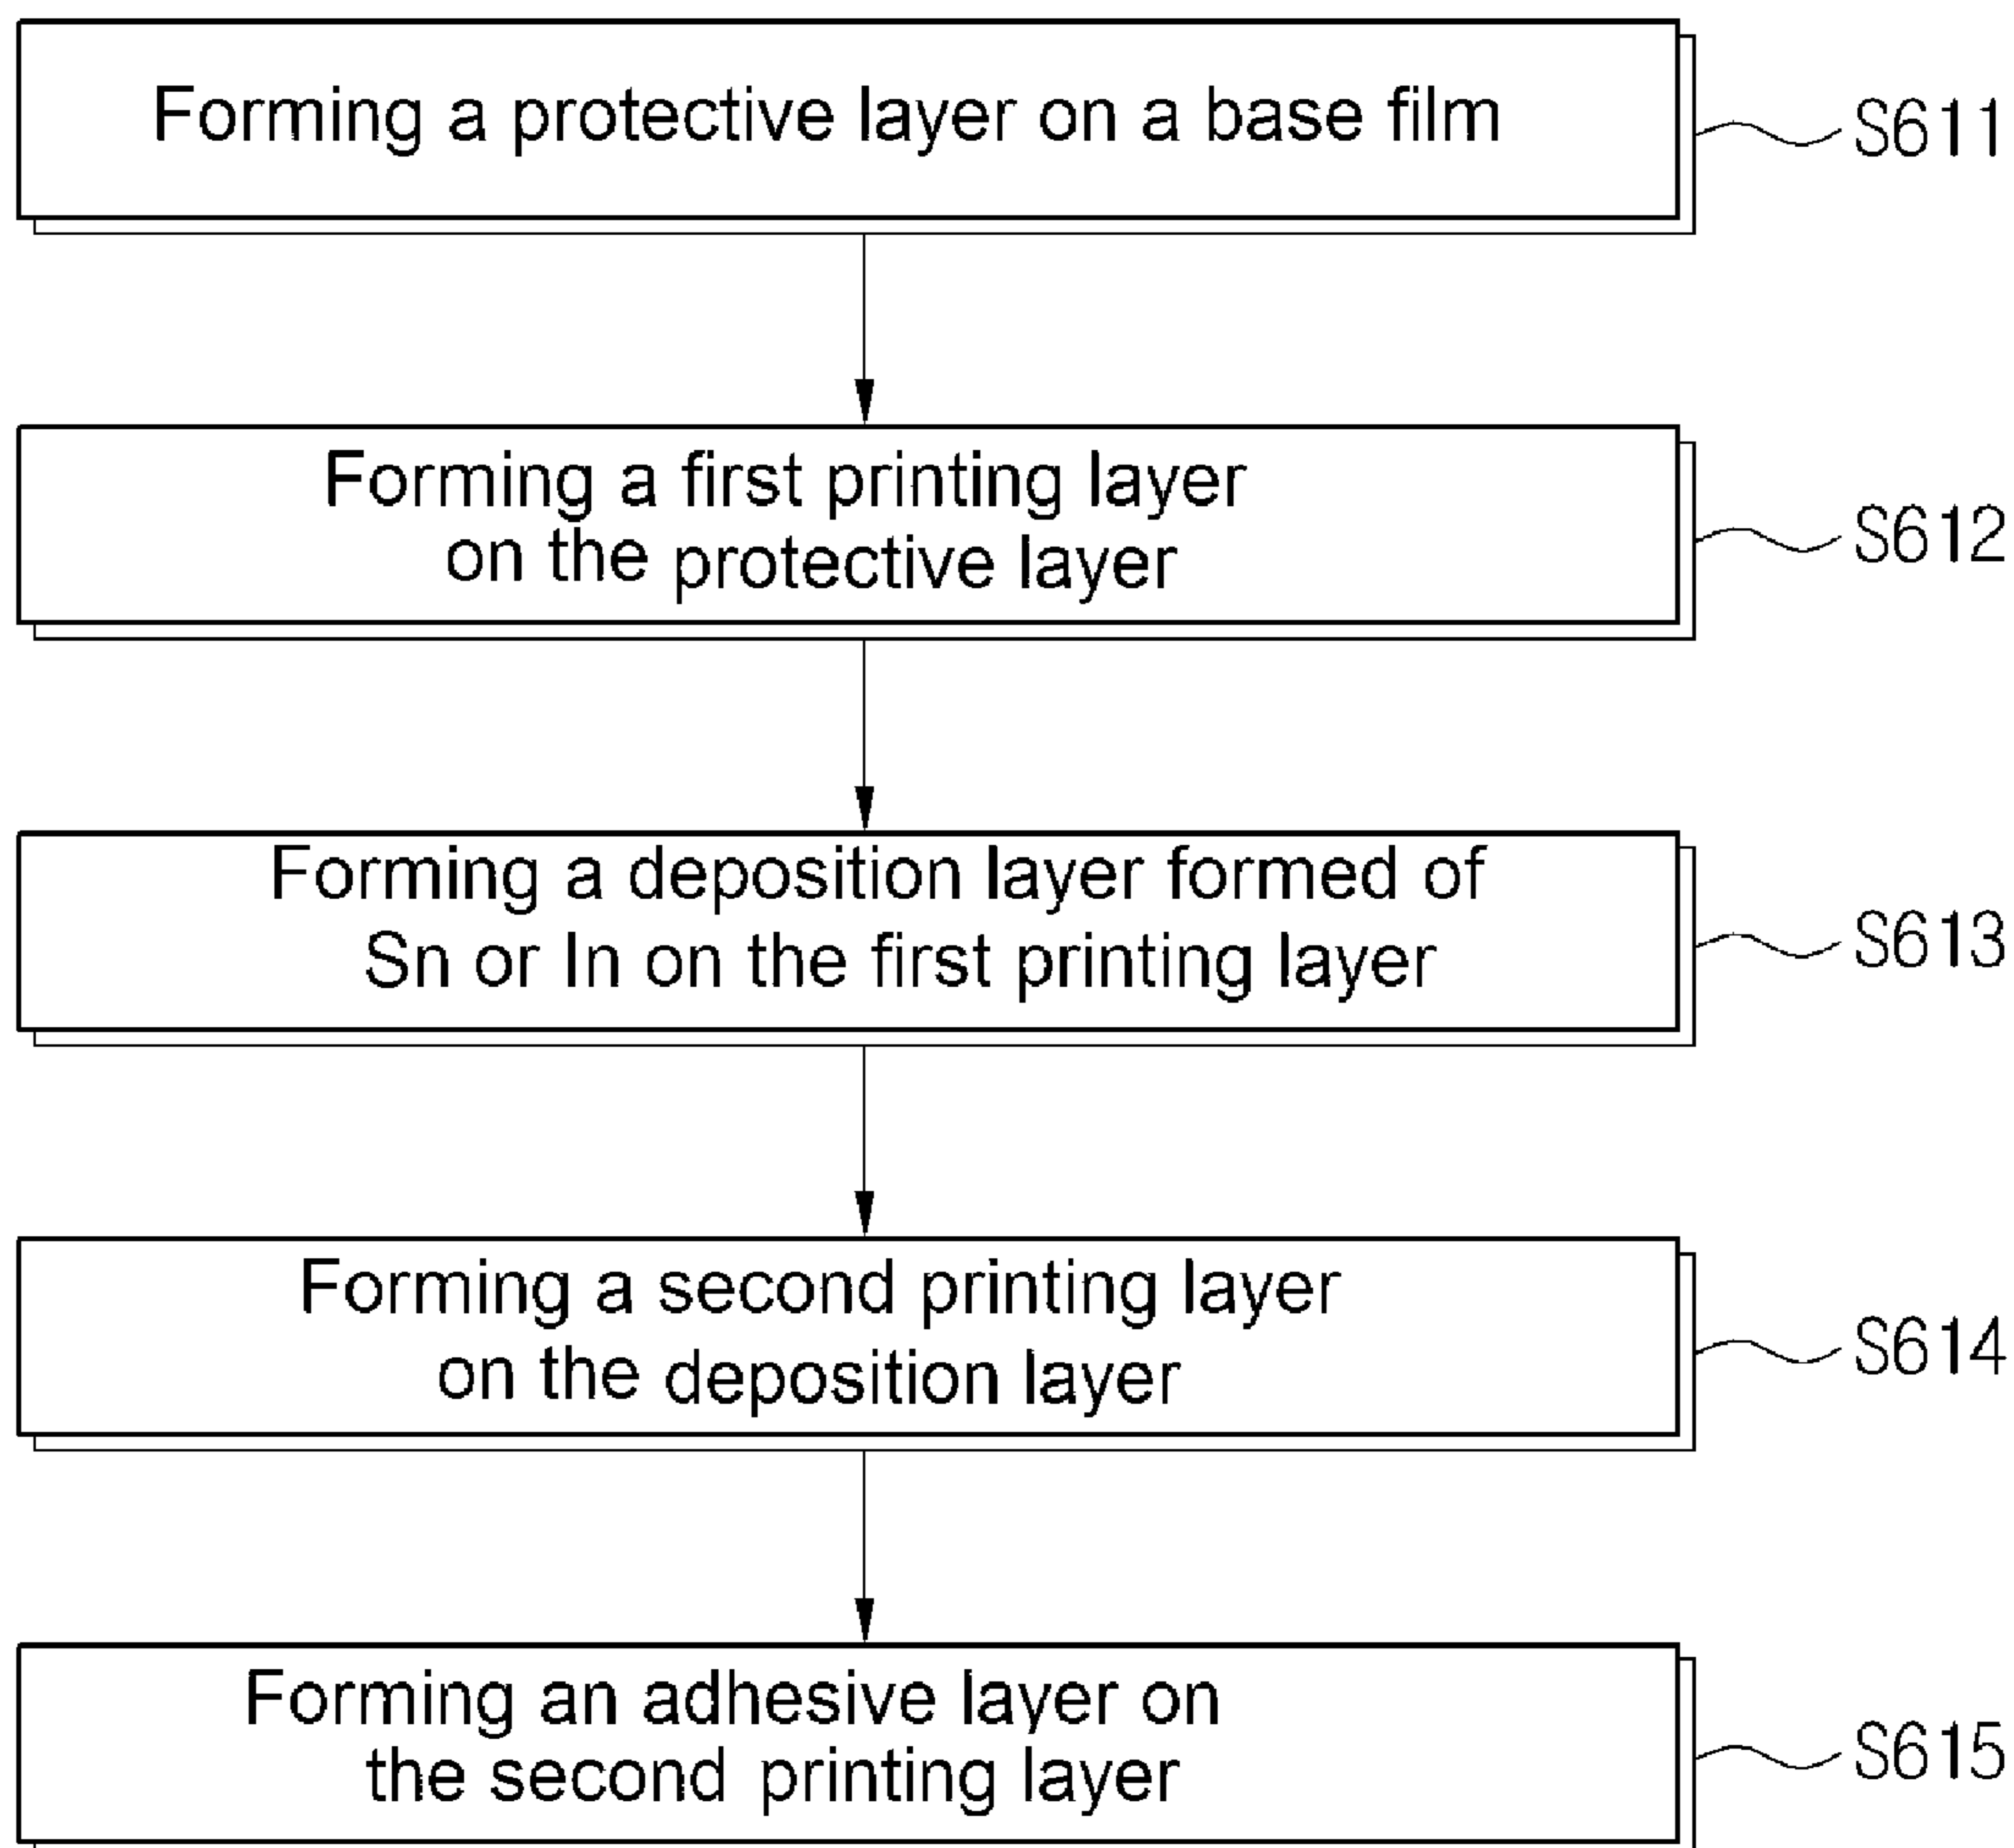 Forming a protective layer on a base film
S611
Forming a first printing layer
on the protective layer
S612
Forming a deposition layer formed of
Sn or In on the first printing layer
S613
Forming a second printing layer
on the deposition layer
S614
Forming an adhesive layer on
the second printing layer
S615